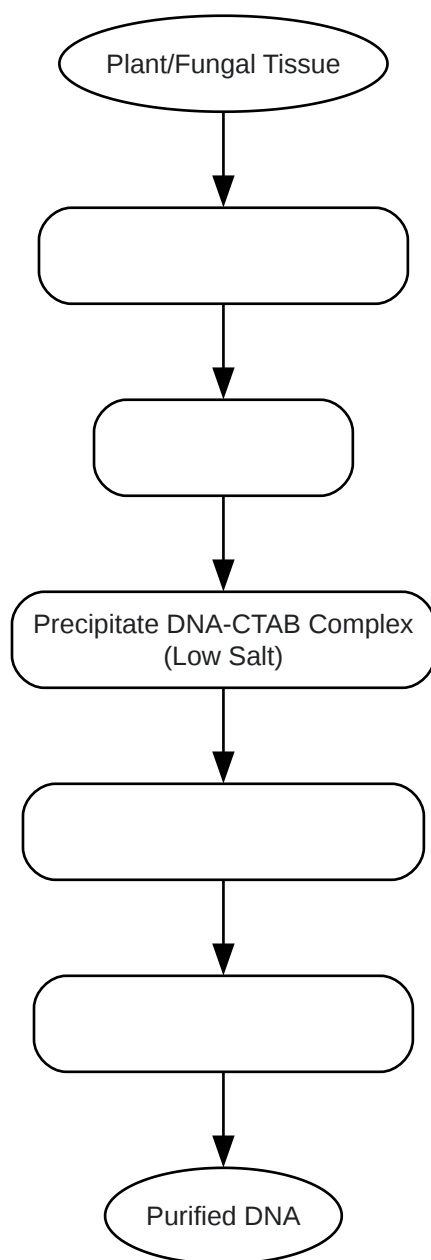 Plant/Fungal Tissue
Precipitate DNA-CTAB Complex
(Low Salt)
Purified DNA